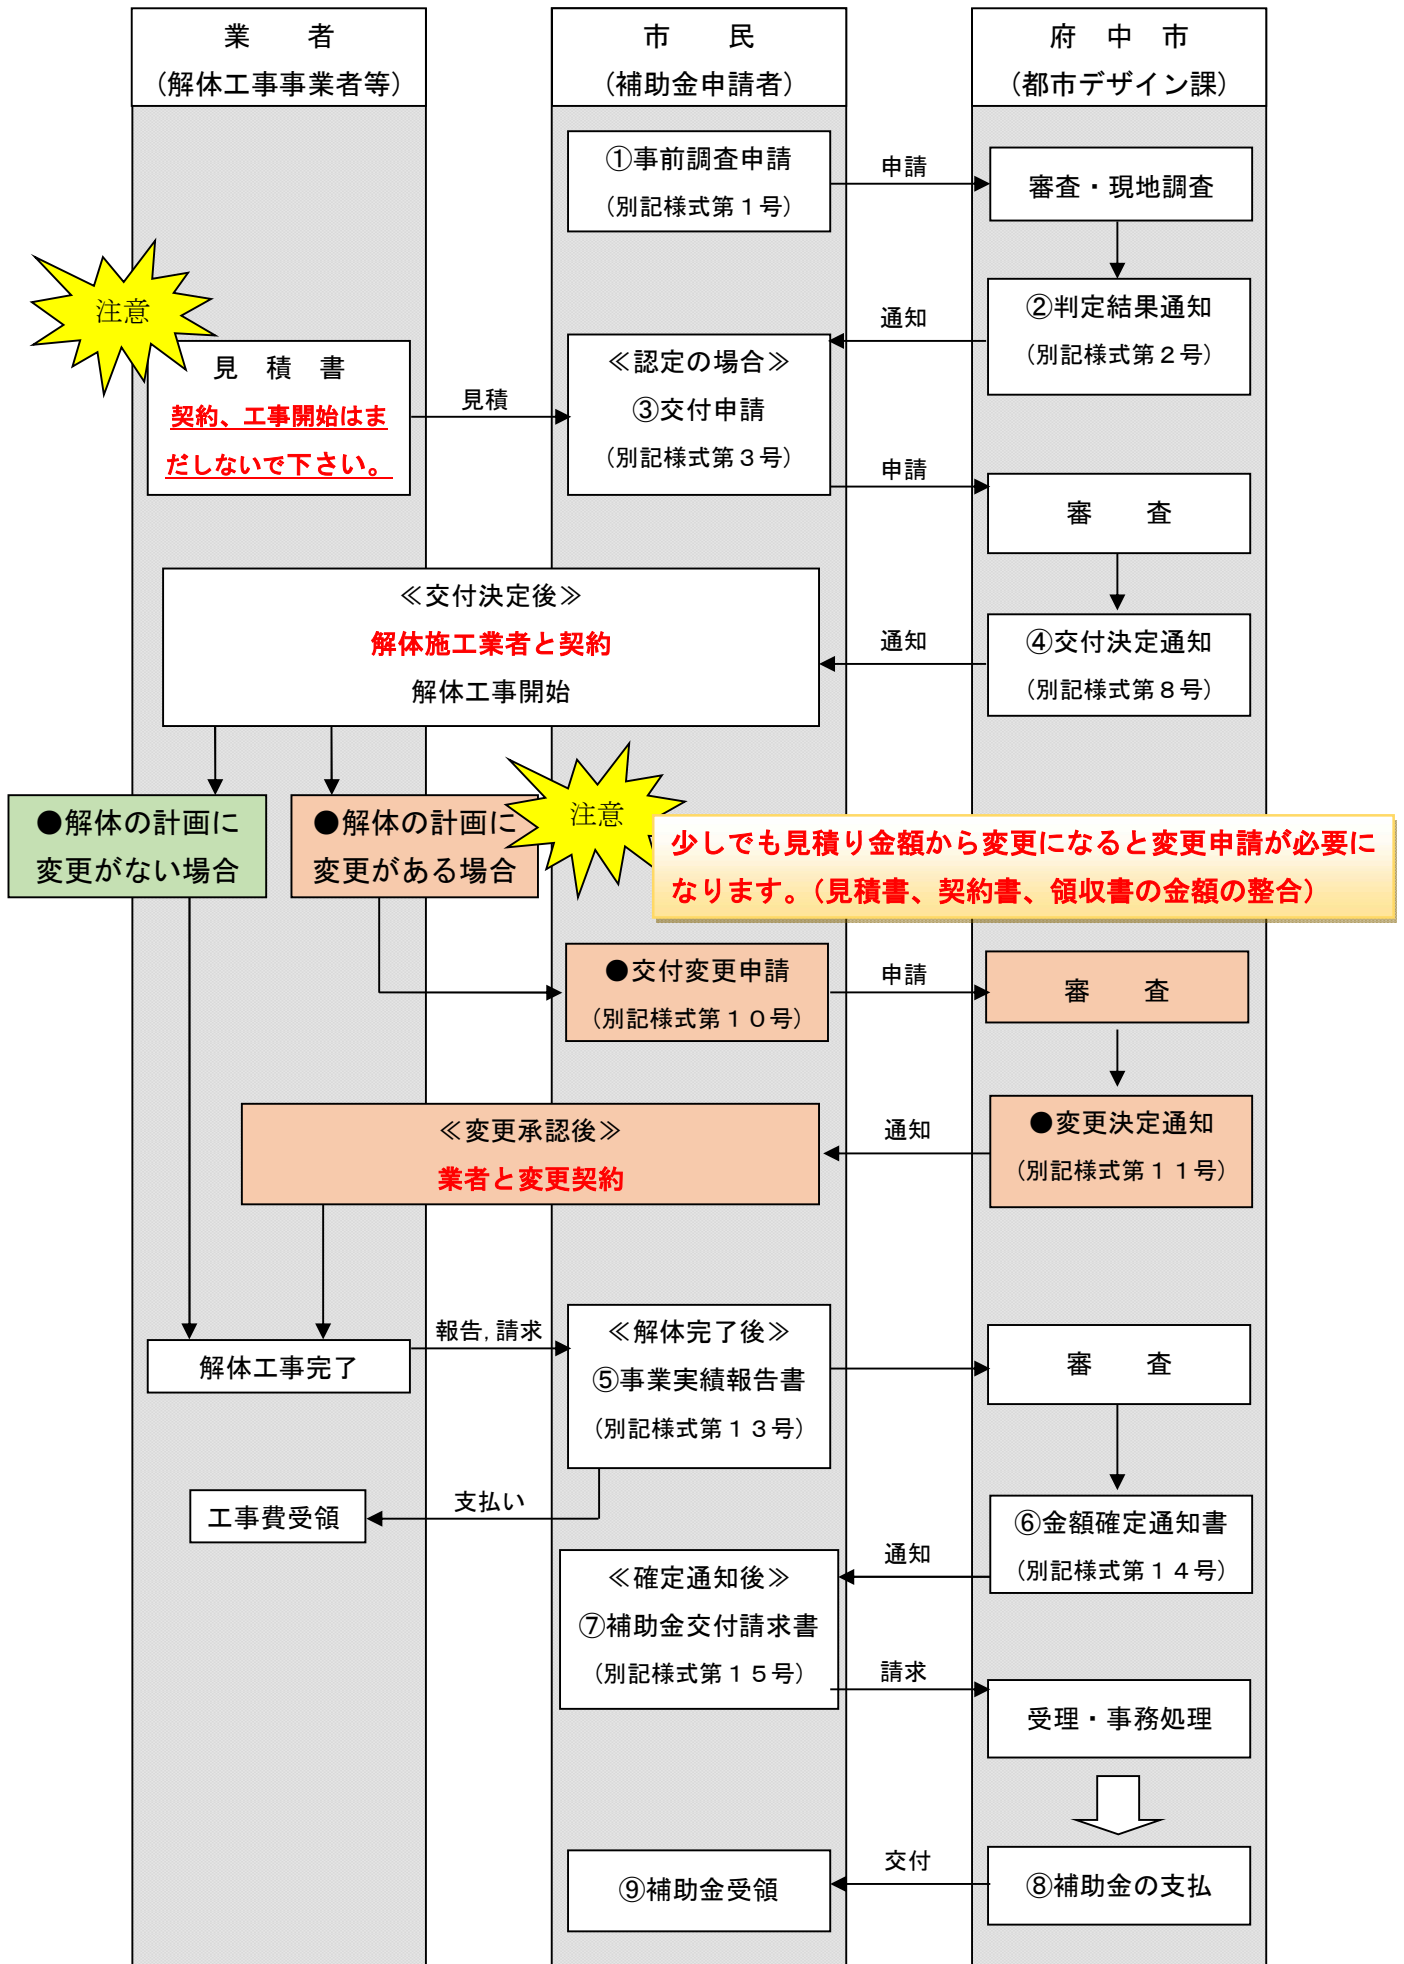 業　　者
（解体工事事業者等）
市　　民
（補助金申請者）
府　中　市
（都市デザイン課）
①事前調査申請
（別記様式第１号）
申請
審査・現地調査
注意
②判定結果通知
（別記様式第２号）
通知
見　積　書
契約、工事開始はま
だしないで下さい。
見積
≪認定の場合≫
③交付申請
（別記様式第３号）
申請
審　　査
≪交付決定後≫
解体施工業者と契約
解体工事開始
通知
④交付決定通知
（別記様式第８号）
●解体の計画に
変更がない場合
●解体の計画に
変更がある場合
注意
少しでも見積り金額から変更になると変更申請が必要に
なります。（見積書、契約書、領収書の金額の整合）
●交付変更申請
（別記様式第１０号）
申請
審　　査
≪変更承認後≫
業者と変更契約
通知
●変更決定通知
（別記様式第１１号）
解体工事完了
報告,請求
≪解体完了後≫
⑤事業実績報告書
（別記様式第１３号）
審　　査
工事費受領
支払い
⑥金額確定通知書
（別記様式第１４号）
通知
≪確定通知後≫
⑦補助金交付請求書
（別記様式第１５号）
請求
受理・事務処理
⑨補助金受領
交付
⑧補助金の支払